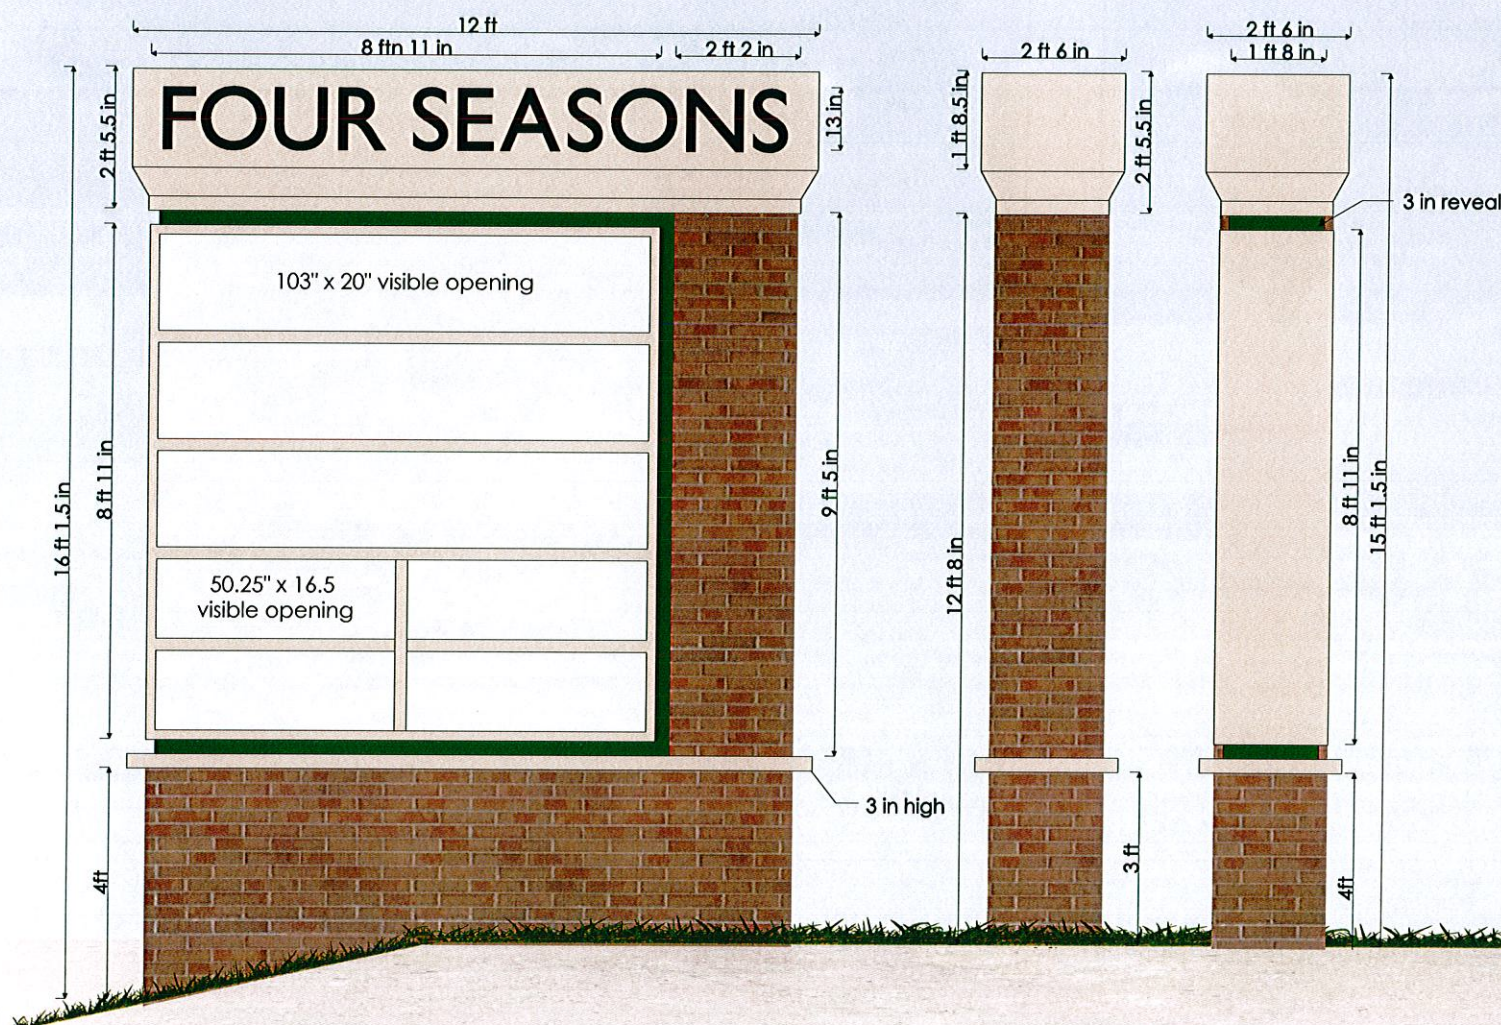 12 ft
8 ftn 11 in
2 ft 2 in
2 ft 5.5 in
FOUR SEASONS
13 in
103" x 20" visible opening
8 ft 11 in
16 ft 1.5 in
9 ft 5 in
50.25" x 16.5
visible opening
3 in high
4ft
2 ft 6 in
1 ft 8.5 in
2 ft 5.5 in
12 ft 8 in
3 ft
2 ft 6 in
1 ft 8 in
3 in reveal
8 ft 11 in
15 ft 1.5 in
4ft